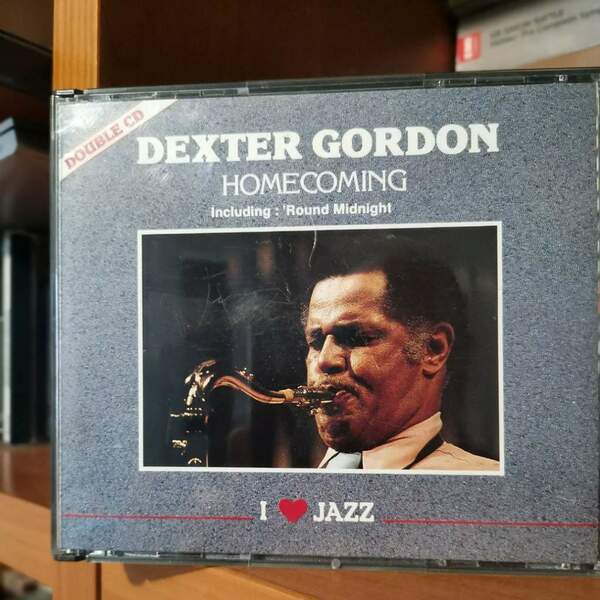 DOUBLE CD
DEXTER GORDON
HOMECOMING
Including : 'Round Midnight
I ❤ JAZZ